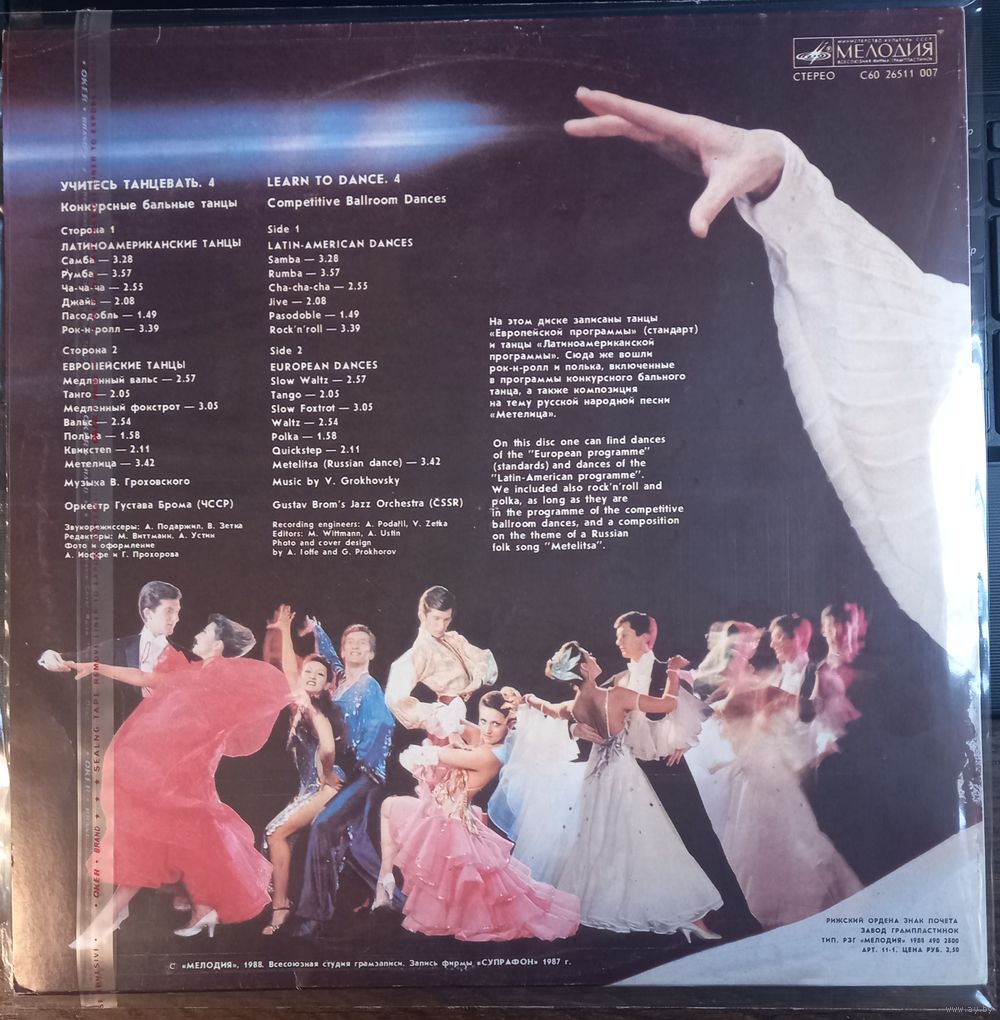 МИНИСТЕРСТВО КУЛЬТУРЫ СССР
МЕЛОДИЯ
ВСЕСОЮЗНАЯ ФИРМА ГРАМПЛАСТИНОК
СТЕРЕО С60 26511 007
УЧИТЕСЬ ТАНЦЕВАТЬ. 4
Конкурсные бальные танцы
Сторона 1
ЛАТИНОАМЕРИКАНСКИЕ ТАНЦЫ
Самба — 3.28
Румба — 3.57
Ча-ча-ча — 2.55
Джайв — 2.08
Пасодобль — 1.49
Рок-н-ролл — 3.39
Сторона 2
ЕВРОПЕЙСКИЕ ТАНЦЫ
Медленный вальс — 2.57
Танго — 2.05
Медленный фокстрот — 3.05
Вальс — 2.54
Полька — 1.58
Квикстеп — 2.11
Метелица — 3.42
Музыка В. Гроховского
Оркестр Густава Брома (ЧССР)
Звукорежиссеры: А. Подаржил, В. Зетка
Редакторы: М. Виттманн, А. Устин
Фото и оформление
А. Иоффе и Г. Прохорова
LEARN TO DANCE. 4
Competitive Ballroom Dances
Side 1
LATIN-AMERICAN DANCES
Samba — 3.28
Rumba — 3.57
Cha-cha-cha — 2.55
Jive — 2.08
Pasodoble — 1.49
Rock'n'roll — 3.39
Side 2
EUROPEAN DANCES
Slow Waltz — 2.57
Tango — 2.05
Slow Foxtrot — 3.05
Waltz — 2.54
Polka — 1.58
Quickstep — 2.11
Metelitsa (Russian dance) — 3.42
Music by V. Grokhovsky
Gustav Brom's Jazz Orchestra (ČSSR)
Recording engineers: A. Podařil, V. Zetka
Editors: M. Wittmann, A. Ustin
Photo and cover design
by A. Ioffe and G. Prokhorov
На этом диске записаны танцы
«Европейской программы» (стандарт)
и танцы «Латиноамериканской
программы». Сюда же вошли
рок-н-ролл и полька, включенные
в программы конкурсного бального
танца, а также композиция
на тему русской народной песни
«Метелица».
On this disc one can find dances
of the "European programme"
(standards) and dances of the
"Latin-American programme".
We included also rock'n'roll and
polka, as long as they are
in the programme of the competitive
ballroom dances, and a composition
on the theme of a Russian
folk song "Metelitsa".
OKEH • BRAND • SEALING TAPE
РИЖСКИЙ ОРДЕНА ЗНАК ПОЧЕТА
ЗАВОД ГРАМПЛАСТИНОК
ТИП. РЗГ «МЕЛОДИЯ» 1988 490 2800
АРТ. 11-1, ЦЕНА РУБ. 2,50
С «МЕЛОДИЯ», 1988. Всесоюзная студия грамзаписи. Запись фирмы «СУПРАФОН» 1987 г.
www.ay.by